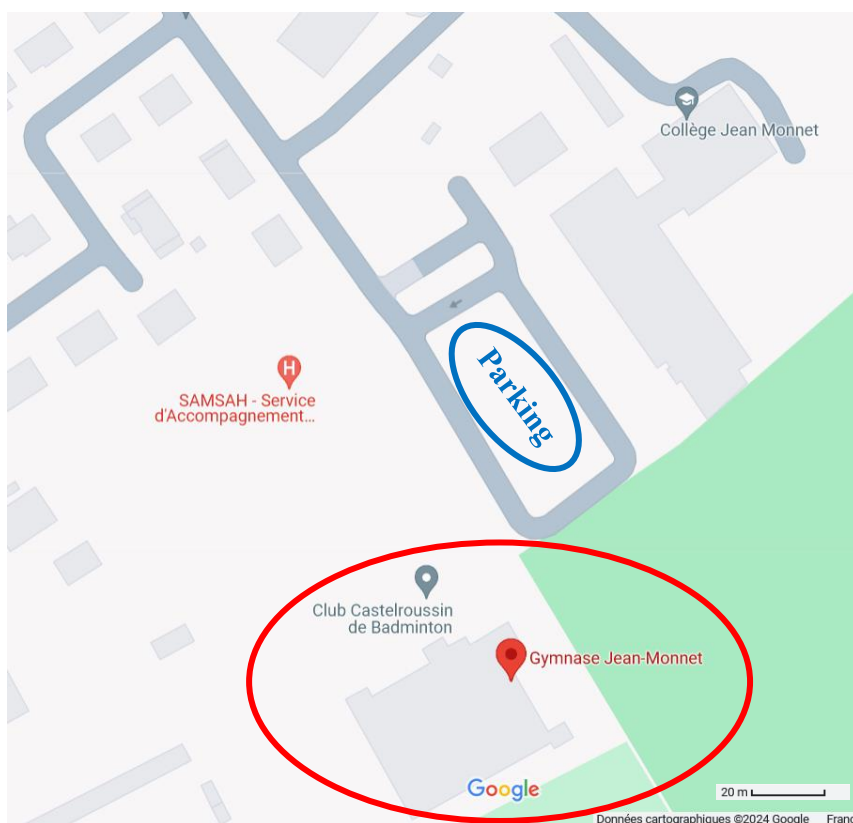 Collège Jean Monnet
H
SAMSAH - Service
d'Accompagnement...
Parking
Club Castelroussin
de Badminton
Gymnase Jean-Monnet
Google
20 m
Données cartographiques ©2024 Google Franc